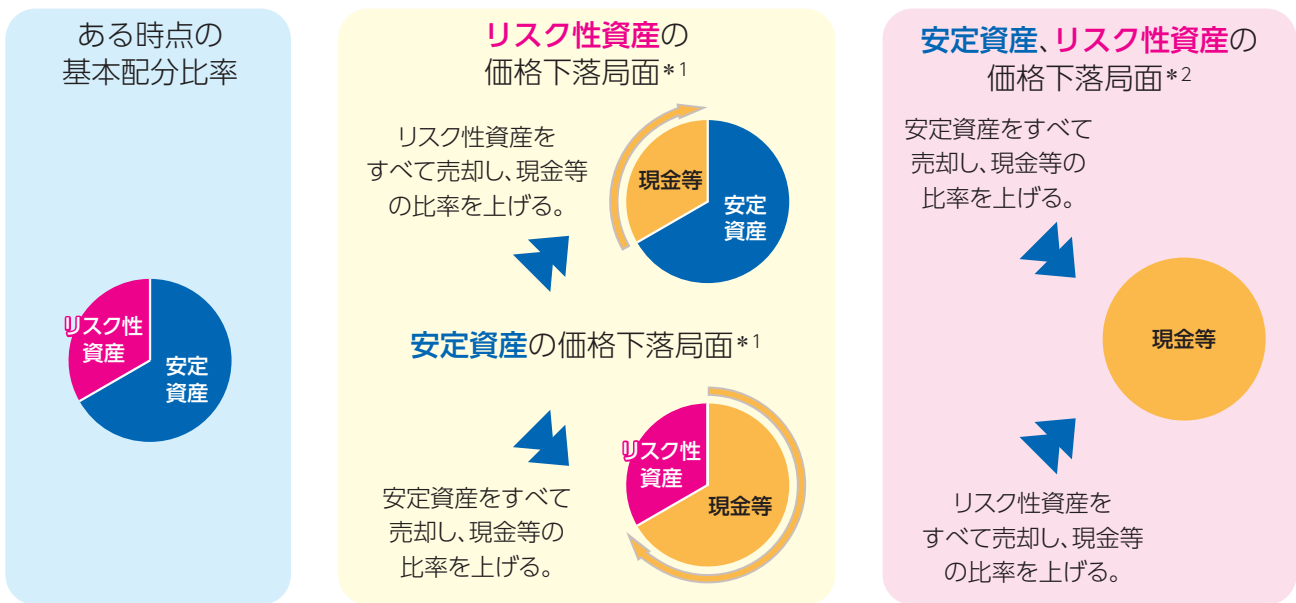 ある時点の
基本配分比率
リスク性
資産
安定
資産
リスク性資産の
価格下落局面*1
リスク性資産を
すべて売却し、現金等
の比率を上げる。
現金等
安定
資産
安定資産の価格下落局面*1
安定資産をすべて
売却し、現金等の
比率を上げる。
リスク性
資産
現金等
安定資産、リスク性資産の
価格下落局面*2
安定資産をすべて
売却し、現金等の
比率を上げる。
現金等
リスク性資産を
すべて売却し、現金等
の比率を上げる。